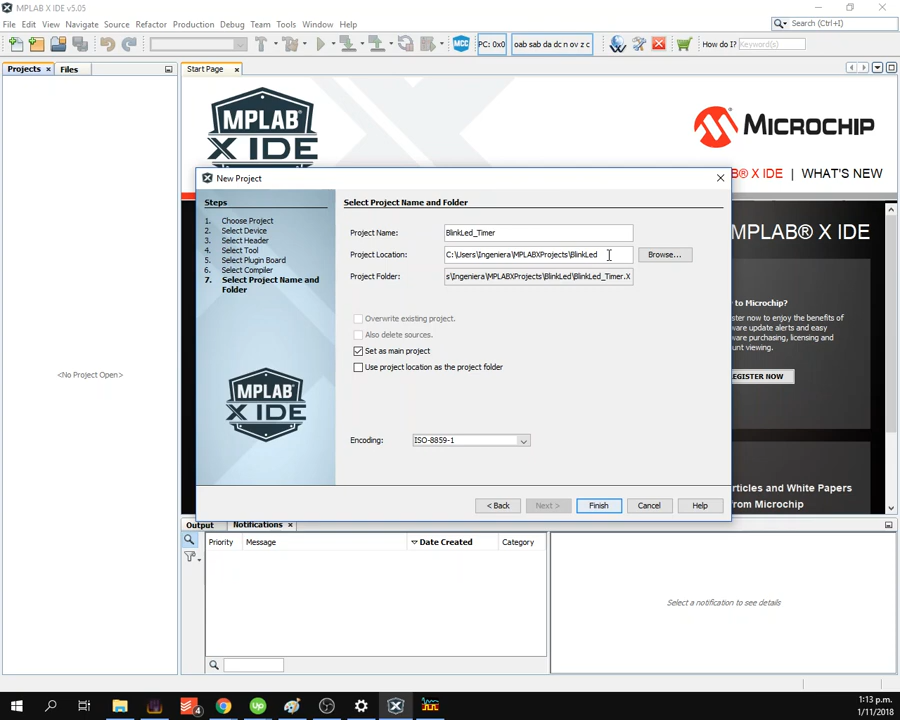 MPLAB X IDE v5.05
File Edit View Navigate Source Refactor Production Debug Team Tools Window Help
Search (Ctrl+I)
PC: 0x0 oab sab da dc n ov z c How do I? Keyword(s)
MCC
Projects Files Start Page
MPLAB
X IDE
MICROCHIP
B® X IDE | WHAT'S NEW
New Project
Steps
1. Choose Project
2. Select Device
3. Select Header
4. Select Tool
5. Select Plugin Board
6. Select Compiler
7. Select Project Name and
Folder
MPLAB
X IDE
Select Project Name and Folder
Project Name: BlinkLed_Timer
Project Location: C:\Users\Ingeniera\MPLABXProjects\BlinkLed Browse...
Project Folder: s\Ingeniera\MPLABXProjects\BlinkLed\BlinkLed_Timer.X
Overwrite existing project.
Also delete sources.
Set as main project
Use project location as the project folder
Encoding: ISO-8859-1
< Back Next > Finish Cancel Help
MPLAB® X IDE
w to Microchip?
ster now to enjoy the benefits of
ware update alerts and easy
unt viewing.
EGISTER NOW
articles and White Papers
from Microchip
<No Project Open>
Output Notifications
Priority Message Date Created Category
Select a notification to see details
4
up
1:13 p.m.
1/11/2018